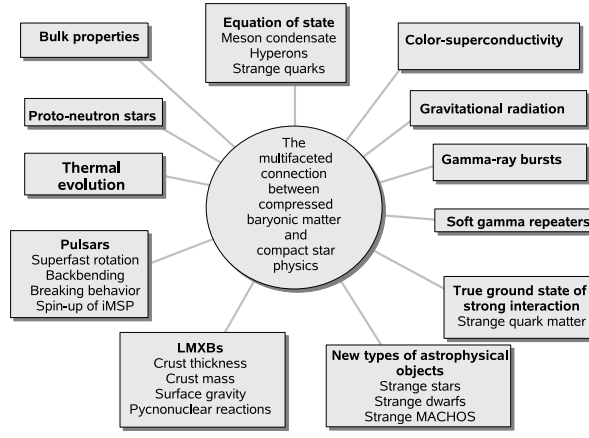 Equation of state
Meson condensate
Hyperons
Strange quarks
Bulk properties
Color-superconductivity
Proto-neutron stars
Gravitational radiation
Thermal
evolution
Gamma-ray bursts
The
multifaceted
connection
between
compressed
baryonic matter
and
compact star
physics
Soft gamma repeaters
Pulsars
Superfast rotation
Backbending
Breaking behavior
Spin-up of iMSP
True ground state of
strong interaction
Strange quark matter
LMXBs
Crust thickness
Crust mass
Surface gravity
Pycnonuclear reactions
New types of astrophysical
objects
Strange stars
Strange dwarfs
Strange MACHOS